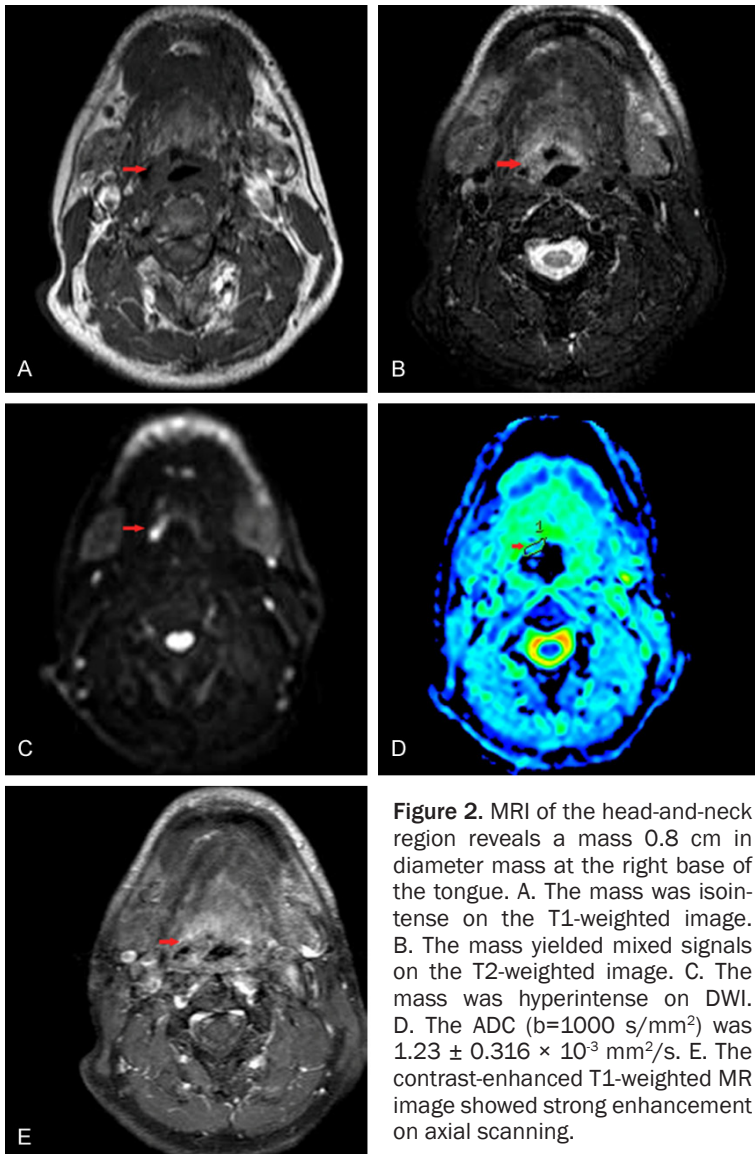 A
B
C
1
D
E
Figure 2. MRI of the head-and-neck
region reveals a mass 0.8 cm in
diameter mass at the right base of
the tongue. A. The mass was isoin-
tense on the T1-weighted image.
B. The mass yielded mixed signals
on the T2-weighted image. C. The
mass was hyperintense on DWI.
D. The ADC (b=1000 s/mm²) was
1.23 ± 0.316 × 10⁻³ mm²/s. E. The
contrast-enhanced T1-weighted MR
image showed strong enhancement
on axial scanning.